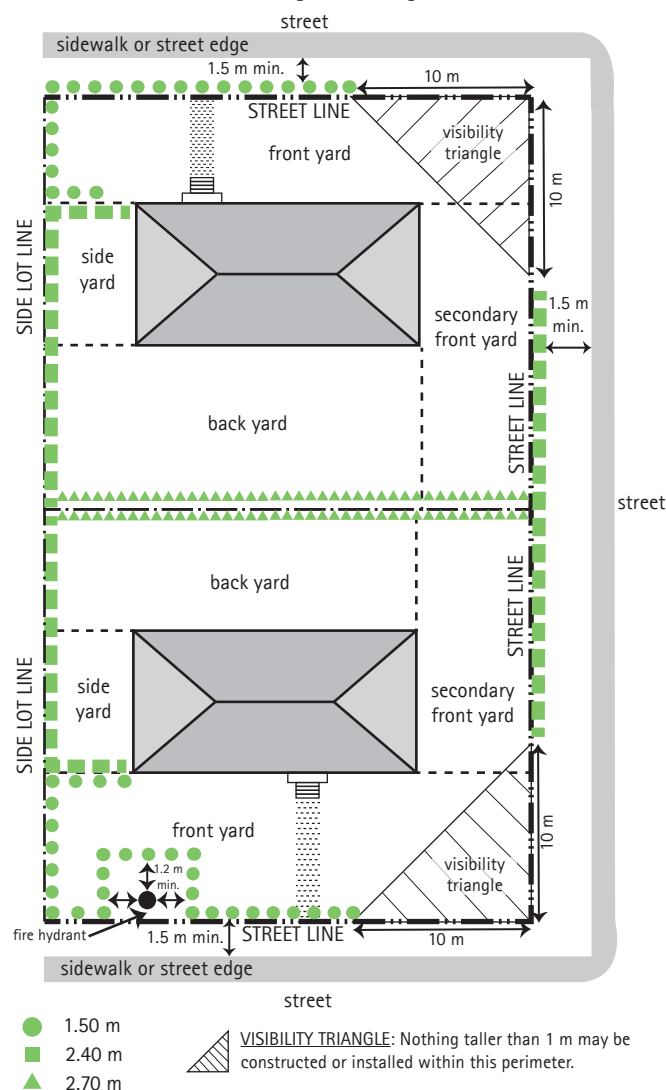 street
sidewalk or street edge
1.5 m min.
10 m
STREET LINE
front yard
visibility
triangle
10 m
SIDE LOT LINE
side
yard
secondary
front yard
1.5 m
min.
STREET LINE
back yard
street
back yard
STREET LINE
SIDE LOT LINE
side
yard
secondary
front yard
front yard
1.2 m
min.
visibility
triangle
10 m
fire hydrant
1.5 m min.
STREET LINE
10 m
sidewalk or street edge
street
1.50 m
2.40 m
2.70 m
VISIBILITY TRIANGLE: Nothing taller than 1 m may be
constructed or installed within this perimeter.